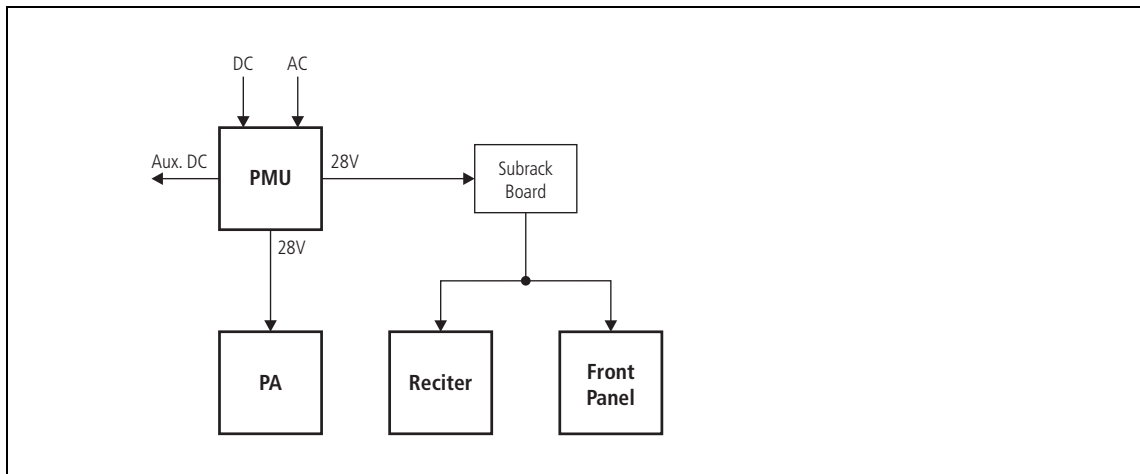 DC
AC
Aux. DC
PMU
28V
Subrack
Board
28V
PA
Reciter
Front
Panel